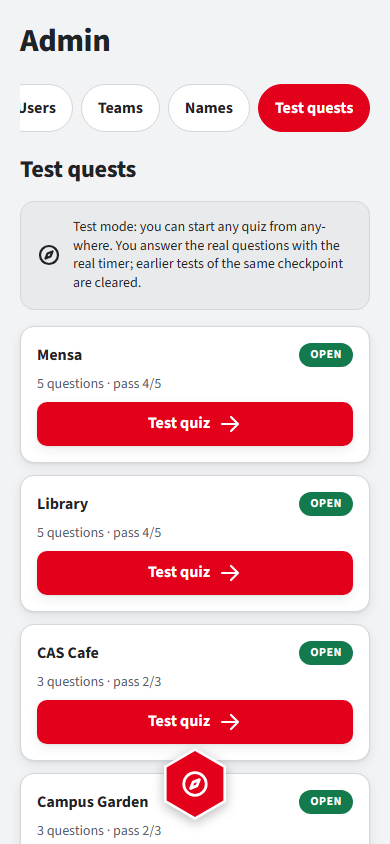 Admin
Users
Teams
Names
Test quests
Test quests
Test mode: you can start any quiz from any-
where. You answer the real questions with the
real timer; earlier tests of the same checkpoint
are cleared.
Mensa
OPEN
5 questions · pass 4/5
Test quiz
Library
OPEN
5 questions · pass 4/5
Test quiz
CAS Cafe
OPEN
3 questions · pass 2/3
Test quiz
Campus Garden
OPEN
3 questions · pass 2/3